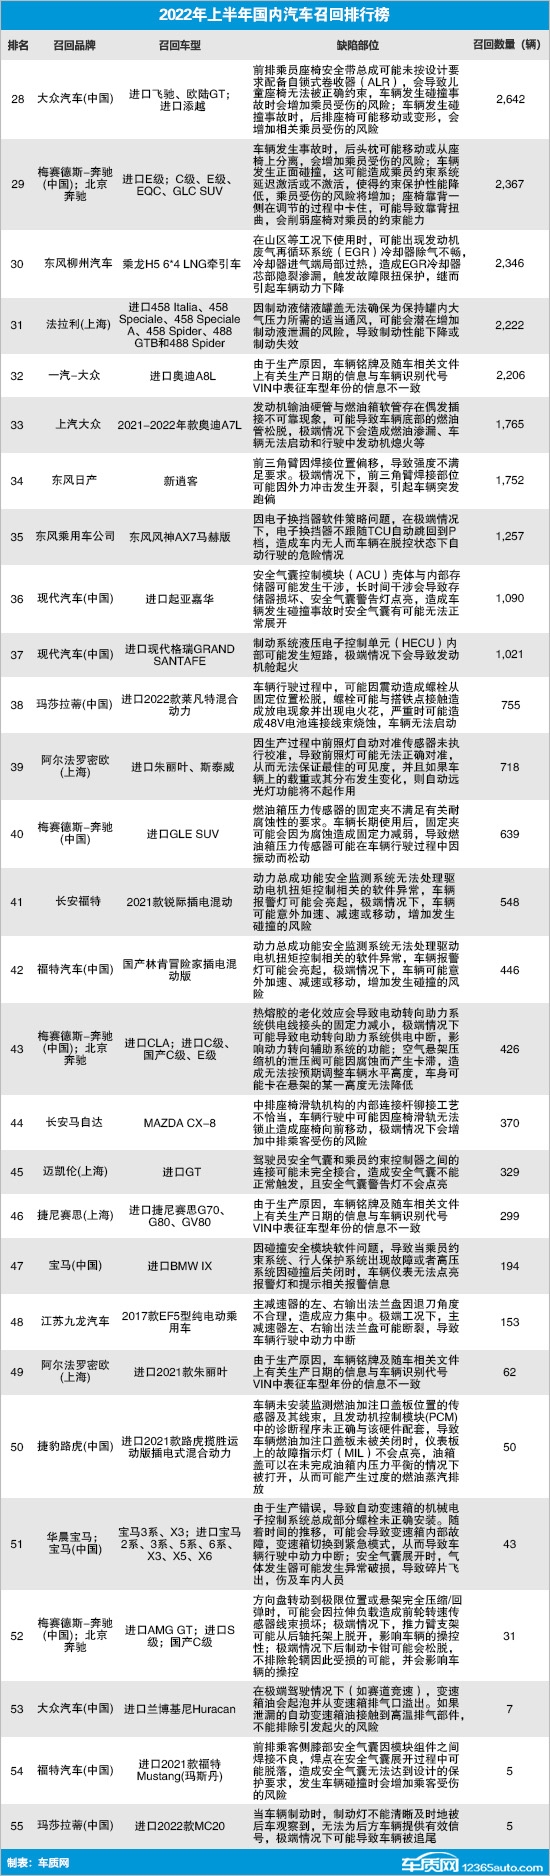 2022年上半年国内汽车召回排行榜
排名 召回品牌 召回车型 缺陷部位 召回数量（辆）
28 大众汽车(中国) 进口飞驰、欧陆GT；
进口添越
前排乘员座椅安全带总成可能未按设计要
求配备自锁式卷收器（ALR），会导致儿
童座椅无法被正确约束，车辆发生碰撞事
故时会增加乘员受伤的风险；车辆发生碰
撞事故时，后排座椅可能移动或变形，会
增加相关乘员受伤的风险
2,642
29 梅赛德斯-奔驰
(中国)；北京
奔驰
进口E级；C级、E级、
EQC、GLC SUV
车辆发生事故时，后头枕可能移动或从座
椅上分离，会增加乘员受伤的风险；车辆
发生正面碰撞，这可能造成乘员约束系统
延迟激活或不激活，使得约束保护性能降
低，乘员受伤的风险将增加；座椅靠背一
侧在调节的过程中卡住，可能导致靠背扭
曲，会削弱座椅对乘员的约束能力
2,367
30 东风柳州汽车 乘龙H5 6*4 LNG牵引车
在山区等工况下使用时，可能出现发动机
废气再循环系统（EGR）冷却器除气不畅，
冷却器进气端局部过热，造成EGR冷却器
芯部隐裂渗漏，触发故障限扭保护，继而
引起车辆动力下降
2,346
31 法拉利(上海)
进口458 Italia、458
Speciale、458 Speciale
A、458 Spider、488
GTB和488 Spider
因制动液储液罐盖无法确保为保持罐内大
气压力所需的适当通风，可能会潜在增加
制动液泄漏的风险，导致制动性能下降或
制动失效
2,222
32 一汽-大众 进口奥迪A8L
由于生产原因，车辆铭牌及随车相关文件
上有关生产日期的信息与车辆识别代号
VIN中表征车型年份的信息不一致
2,206
33 上汽大众 2021-2022年款奥迪A7L
发动机输油硬管与燃油箱软管存在偶发插
接不可靠现象，可能导致车辆底部的燃油
管松脱，极端情况下会造成燃油渗漏、车
辆无法启动和行驶中发动机熄火等
1,765
34 东风日产 新逍客
前三角臂因焊接位置偏移，导致强度不满
足要求。极端情况下，前三角臂焊接部位
可能因外力冲击发生开裂，引起车辆突发
跑偏
1,752
35 东风乘用车公司 东风风神AX7马赫版
因电子换挡器软件策略问题，在极端情况
下，电子换挡器不跟随TCU自动跳回到P
档，造成车内无人而车辆在脱控状态下自
动行驶的危险情况
1,257
36 现代汽车(中国) 进口起亚嘉华
安全气囊控制模块（ACU）壳体与内部存
储器可能发生干涉，长时间干涉会导致存
储器损坏、安全气囊警告灯点亮，造成车
辆发生碰撞事故时安全气囊有可能无法正
常展开
1,090
37 现代汽车(中国) 进口现代格瑞GRAND
SANTAFE
制动系统液压电子控制单元（HECU）内
部可能发生短路，极端情况下会导致发动
机舱起火
1,021
38 玛莎拉蒂(中国) 进口2022款莱凡特混合
动力
车辆行驶过程中，可能因震动造成螺栓从
固定位置松脱，螺栓可能与搭铁点接触造
成放电现象并出现电火花，严重时可能造
成48V电池连接线束烧蚀，车辆无法启动
755
39 阿尔法罗密欧
(上海)
进口朱丽叶、斯泰威
因生产过程中前照灯自动对准传感器未执
行校准，导致前照灯可能无法正确对准，
从而无法保证最佳的可见度，并且如果车
辆上的载重或其分布发生变化，则自动远
光灯功能将不起作用
718
40 梅赛德斯-奔驰
(中国)
进口GLE SUV
燃油箱压力传感器的固定夹不满足有关耐
腐蚀性的要求。车辆长期使用后，固定夹
可能会因为腐蚀造成固定力减弱，导致燃
油箱压力传感器可能在车辆行驶过程中因
振动而松动
639
41 长安福特 2021款锐际插电混动
动力总成功能安全监测系统无法处理驱
动电机扭矩控制相关的软件异常，车辆
报警灯可能会亮起，极端情况下，车辆
可能意外加速、减速或移动，增加发生
碰撞的风险
548
42 福特汽车(中国) 国产林肯冒险家插电混
动版
动力总成功能安全监测系统无法处理驱动
电机扭矩控制相关的软件异常，车辆报警
灯可能会亮起，极端情况下，车辆可能意
外加速、减速或移动，增加发生碰撞的风
险
446
43 梅赛德斯-奔驰
(中国)；北京
奔驰
进口CLA；进口C级、
国产C级、E级
热熔胶的老化效应会导致电动转向助力系
统供电线接头的固定力减小，极端情况下
可能导致电动转向助力系统供电中断，影
响动力转向辅助系统的功能；空气悬架压
缩机的泄压阀可能因腐蚀而产生卡滞，造
成无法按预期调整车辆水平高度，车身可
能卡在悬架的某一高度无法降低
426
44 长安马自达 MAZDA CX-8
中排座椅滑轨机构的内部连接杆铆接工艺
不恰当，车辆行驶中可能因座椅滑轨无法
锁止造成座椅向前移动，极端情况下会增
加中排乘客受伤的风险
370
45 迈凯伦(上海) 进口GT
驾驶员安全气囊和乘员约束控制器之间的
连接可能未完全接合，造成安全气囊不能
正常触发，且安全气囊警告灯不会点亮
329
46 捷尼赛思(上海) 进口捷尼赛思G70、
G80、GV80
由于生产原因，车辆铭牌及随车相关文件
上有关生产日期的信息与车辆识别代号
VIN中表征车型年份的信息不一致
299
47 宝马(中国) 进口BMW IX
因碰撞安全模块软件问题，导致当乘员约
束系统、行人保护系统出现故障或者高压
系统因碰撞后关闭时，车辆仪表无法点亮
报警灯和提示相关报警信息
194
48 江苏九龙汽车 2017款EF5型纯电动乘
用车
主减速器的左、右输出法兰盘因退刀角度
不合理，造成应力集中。极端工况下，主
减速器左、右输出法兰盘可能断裂，导致
车辆行驶中动力中断
153
49 阿尔法罗密欧
(上海)
进口2021款朱丽叶
由于生产原因，车辆铭牌及随车相关文件
上有关生产日期的信息与车辆识别代号
VIN中表征车型年份的信息不一致
62
50 捷豹路虎(中国) 进口2021款路虎揽胜运
动版插电式混合动力
车辆未安装监测燃油加注口盖板位置的传
感器及其线束，且发动机控制模块(PCM)
中的诊断程序未正确与该硬件配套，导致
车辆燃油加注口盖板未被关闭时，仪表板
上的故障指示灯（MIL）不会点亮，油箱
盖可以在未完成油箱内压力平衡的情况下
被打开，从而可能产生过度的燃油蒸汽排
放
50
51 华晨宝马；
宝马(中国)
宝马3系、X3；进口宝马
2系、3系、5系、6系、
X3、X5、X6
由于生产错误，导致自动变速箱的机械电
子控制系统总成部分螺栓未正确安装。随
着时间的推移，可能会导致变速箱内部故
障，变速箱切换到紧急模式，从而导致车
辆行驶中动力中断；安全气囊展开时，气
体发生器可能发生异常破损，导致碎片飞
出，伤及车内人员
43
52 梅赛德斯-奔驰
(中国)；北京
奔驰
进口AMG GT；进口S
级；国产C级
方向盘转动到极限位置或悬架完全压缩/回
弹时，可能会因拉伸负载造成前轮转速传
感器线束损坏；极端情况下，推力臂支架
可能从后轴托架上脱开，影响车辆的操控
性；极端情况下后制动卡钳可能会松脱，
不排除轮辋因此受损的可能，并会影响车
辆的操控
31
53 大众汽车(中国) 进口兰博基尼Huracan
在极端驾驶情况下（如赛道竞速），变速
箱油会起泡并从变速箱排气口溢出。如果
泄漏的自动变速箱油接触到高温排气部件，
不能排除引发起火的风险
7
54 福特汽车(中国) 进口2021款福特
Mustang(玛斯丹)
前排乘客侧膝部安全气囊因模块组件之间
焊接不良，焊点在安全气囊展开过程中可
能脱落，造成安全气囊无法达到设计的保
护要求，发生车辆碰撞时会增加乘客受伤
的风险
5
55 玛莎拉蒂(中国) 进口2022款MC20
当车辆制动时，制动灯不能清晰及时地被
后车观察到，无法为后方车辆提供有效信
号，极端情况下可能导致车辆被追尾
5
制表：车质网 车质网 12365auto.com